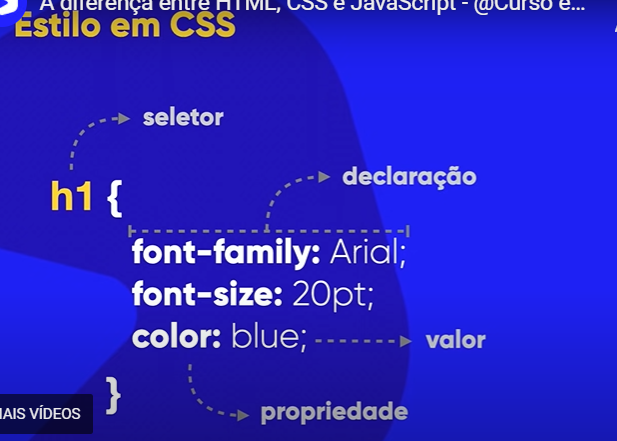 A diferença entre HTML, CSS e JavaScript - @Curso e...
Estilo em CSS
seletor
declaração
h1 {
font-family: Arial;
font-size: 20pt;
color: blue;
valor
}
propriedade
AIS VÍDEOS